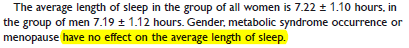 The average length of sleep in the group of all women is 7.22 ± 1.10 hours, in
the group of men 7.19 ± 1.12 hours. Gender, metabolic syndrome occurrence or
menopause have no effect on the average length of sleep.